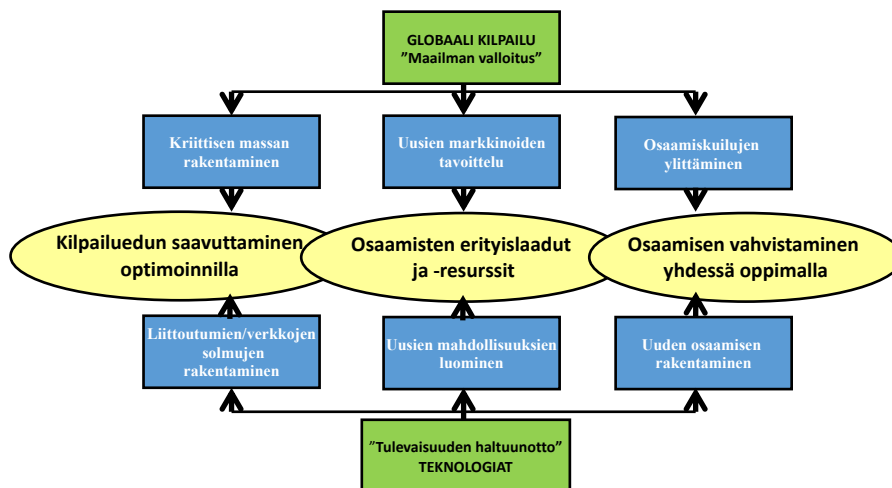 GLOBAALI KILPAILU
”Maailman valloitus”
Kriittisen massan
rakentaminen
Uusien markkinoiden
tavoittelu
Osaamiskuilujen
ylittäminen
Kilpailuedun saavuttaminen
optimoinnilla
Osaamisten erityislaadut
ja -resurssit
Osaamisen vahvistaminen
yhdessä oppimalla
Liittoutumien/verkkojen
solmujen
rakentaminen
Uusien mahdollisuuksien
luominen
Uuden osaamisen
rakentaminen
”Tulevaisuuden haltuunotto”
TEKNOLOGIAT